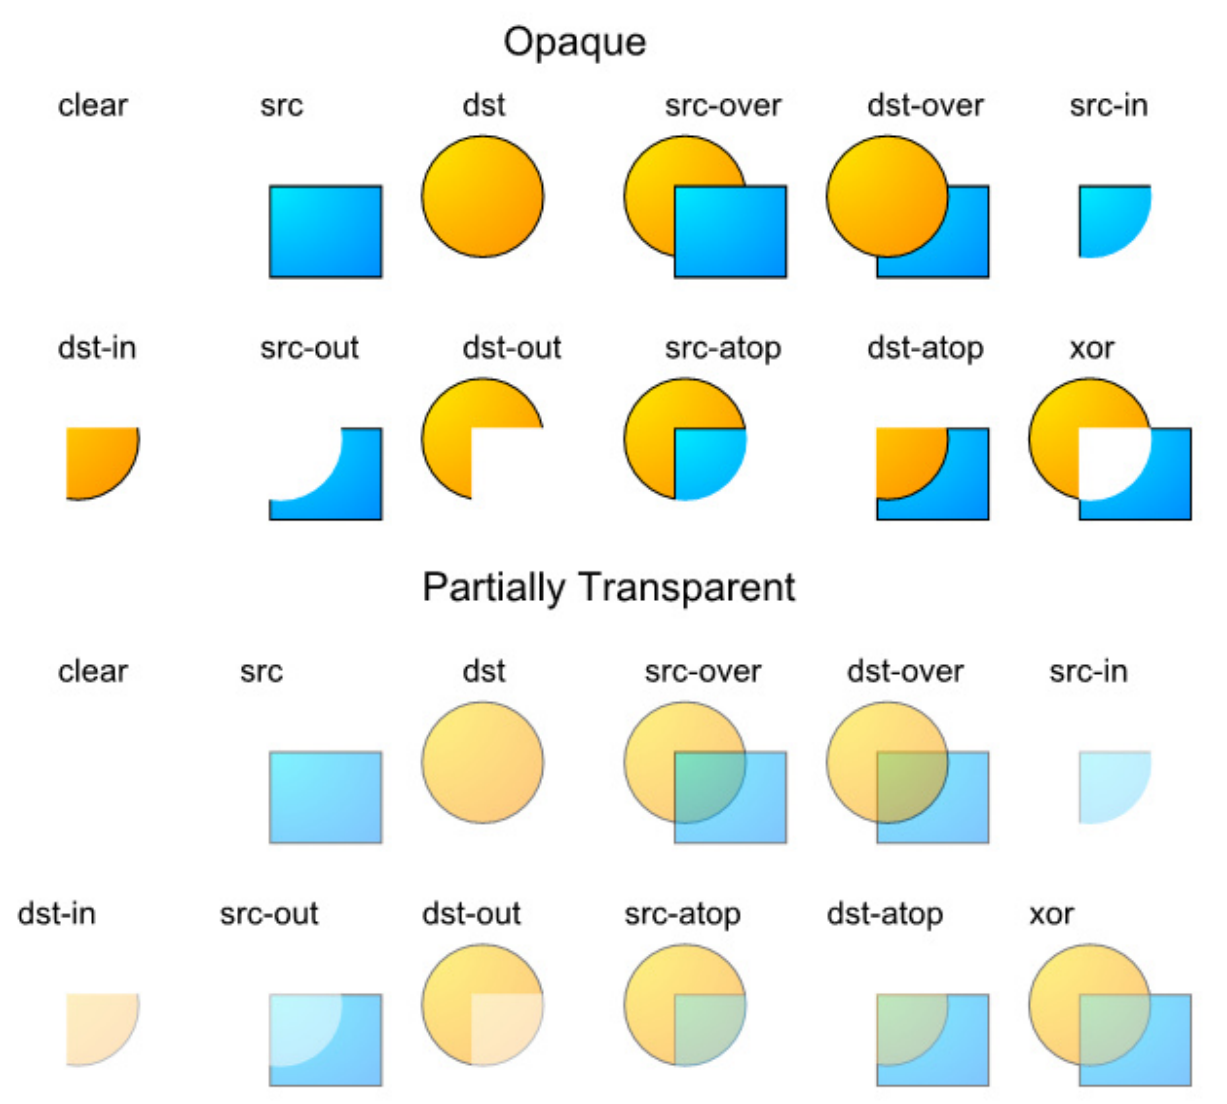 Opaque
clear src dst src-over dst-over src-in
dst-in src-out dst-out src-atop dst-atop xor
Partially Transparent
clear src dst src-over dst-over src-in
dst-in src-out dst-out src-atop dst-atop xor